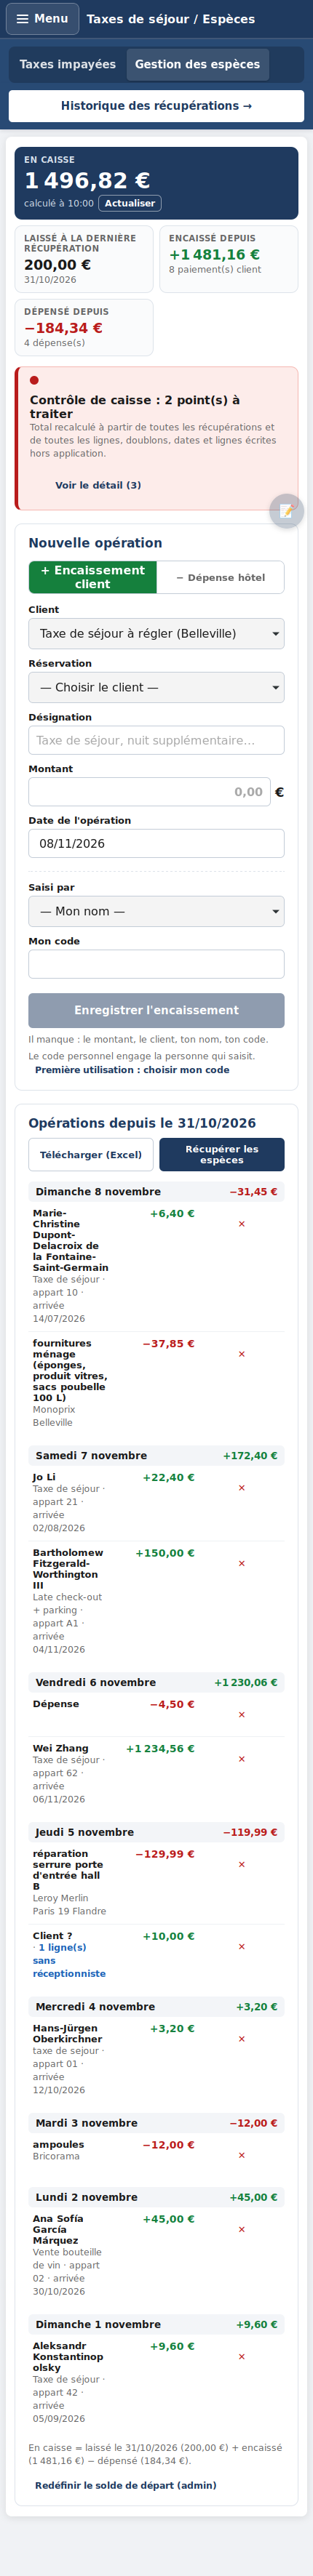 Menu
Taxes de séjour / Espèces
Taxes impayées
Gestion des espèces
Historique des récupérations →
EN CAISSE
1 496,82 €
calculé à 10:00
Actualiser
LAISSÉ À LA DERNIÈRE
RÉCUPÉRATION
200,00 €
31/10/2026
ENCAISSÉ DEPUIS
+1 481,16 €
8 paiement(s) client
DÉPENSÉ DEPUIS
−184,34 €
4 dépense(s)
Contrôle de caisse : 2 point(s) à
traiter
Total recalculé à partir de toutes les récupérations et
de toutes les lignes, doublons, dates et lignes écrites
hors application.
Voir le détail (3)
Nouvelle opération
+ Encaissement
client
− Dépense hôtel
Client
Taxe de séjour à régler (Belleville)
Réservation
— Choisir le client —
Désignation
Taxe de séjour, nuit supplémentaire…
Montant
0,00 €
Date de l'opération
08/11/2026
Saisi par
— Mon nom —
Mon code
Enregistrer l'encaissement
Il manque : le montant, le client, ton nom, ton code.
Le code personnel engage la personne qui saisit.
Première utilisation : choisir mon code
Opérations depuis le 31/10/2026
Télécharger (Excel)
Récupérer les
espèces
Dimanche 8 novembre −31,45 €
Marie-
Christine
Dupont-
Delacroix de
la Fontaine-
Saint-Germain
+6,40 € ×
Taxe de séjour ·
appart 10 ·
arrivée
14/07/2026
fournitures
ménage
(éponges,
produit vitres,
sacs poubelle
100 L)
−37,85 € ×
Monoprix
Belleville
Samedi 7 novembre +172,40 €
Jo Li +22,40 € ×
Taxe de séjour ·
appart 21 ·
arrivée
02/08/2026
Bartholomew
Fitzgerald-
Worthington
III
+150,00 € ×
Late check-out
+ parking ·
appart A1 ·
arrivée
04/11/2026
Vendredi 6 novembre +1 230,06 €
Dépense −4,50 € ×
Wei Zhang +1 234,56 € ×
Taxe de séjour ·
appart 62 ·
arrivée
06/11/2026
Jeudi 5 novembre −119,99 €
réparation
serrure porte
d'entrée hall
B
−129,99 € ×
Leroy Merlin
Paris 19 Flandre
Client ? +10,00 € ×
· 1 ligne(s)
sans
réceptionniste
Mercredi 4 novembre +3,20 €
Hans-Jürgen
Oberkirchner
+3,20 € ×
taxe de sejour ·
appart 01 ·
arrivée
12/10/2026
Mardi 3 novembre −12,00 €
ampoules −12,00 € ×
Bricorama
Lundi 2 novembre +45,00 €
Ana Sofía
García
Márquez
+45,00 € ×
Vente bouteille
de vin · appart
02 · arrivée
30/10/2026
Dimanche 1 novembre +9,60 €
Aleksandr
Konstantinop
olsky
+9,60 € ×
Taxe de séjour ·
appart 42 ·
arrivée
05/09/2026
En caisse = laissé le 31/10/2026 (200,00 €) + encaissé
(1 481,16 €) − dépensé (184,34 €).
Redéfinir le solde de départ (admin)